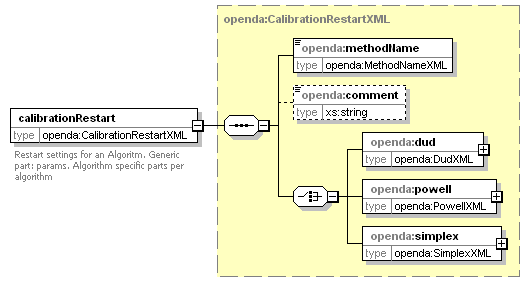 openda:CalibrationRestartXML
openda:methodName
type openda:MethodNameXML
openda:comment
type xs:string
calibrationRestart
type openda:CalibrationRestartXML
Restart settings for an Algoritm. Generic
part: params. Algorithm specific parts per
algorithm
openda:dud
type openda:DudXML
openda:powell
type openda:PowellXML
openda:simplex
type openda:SimplexXML